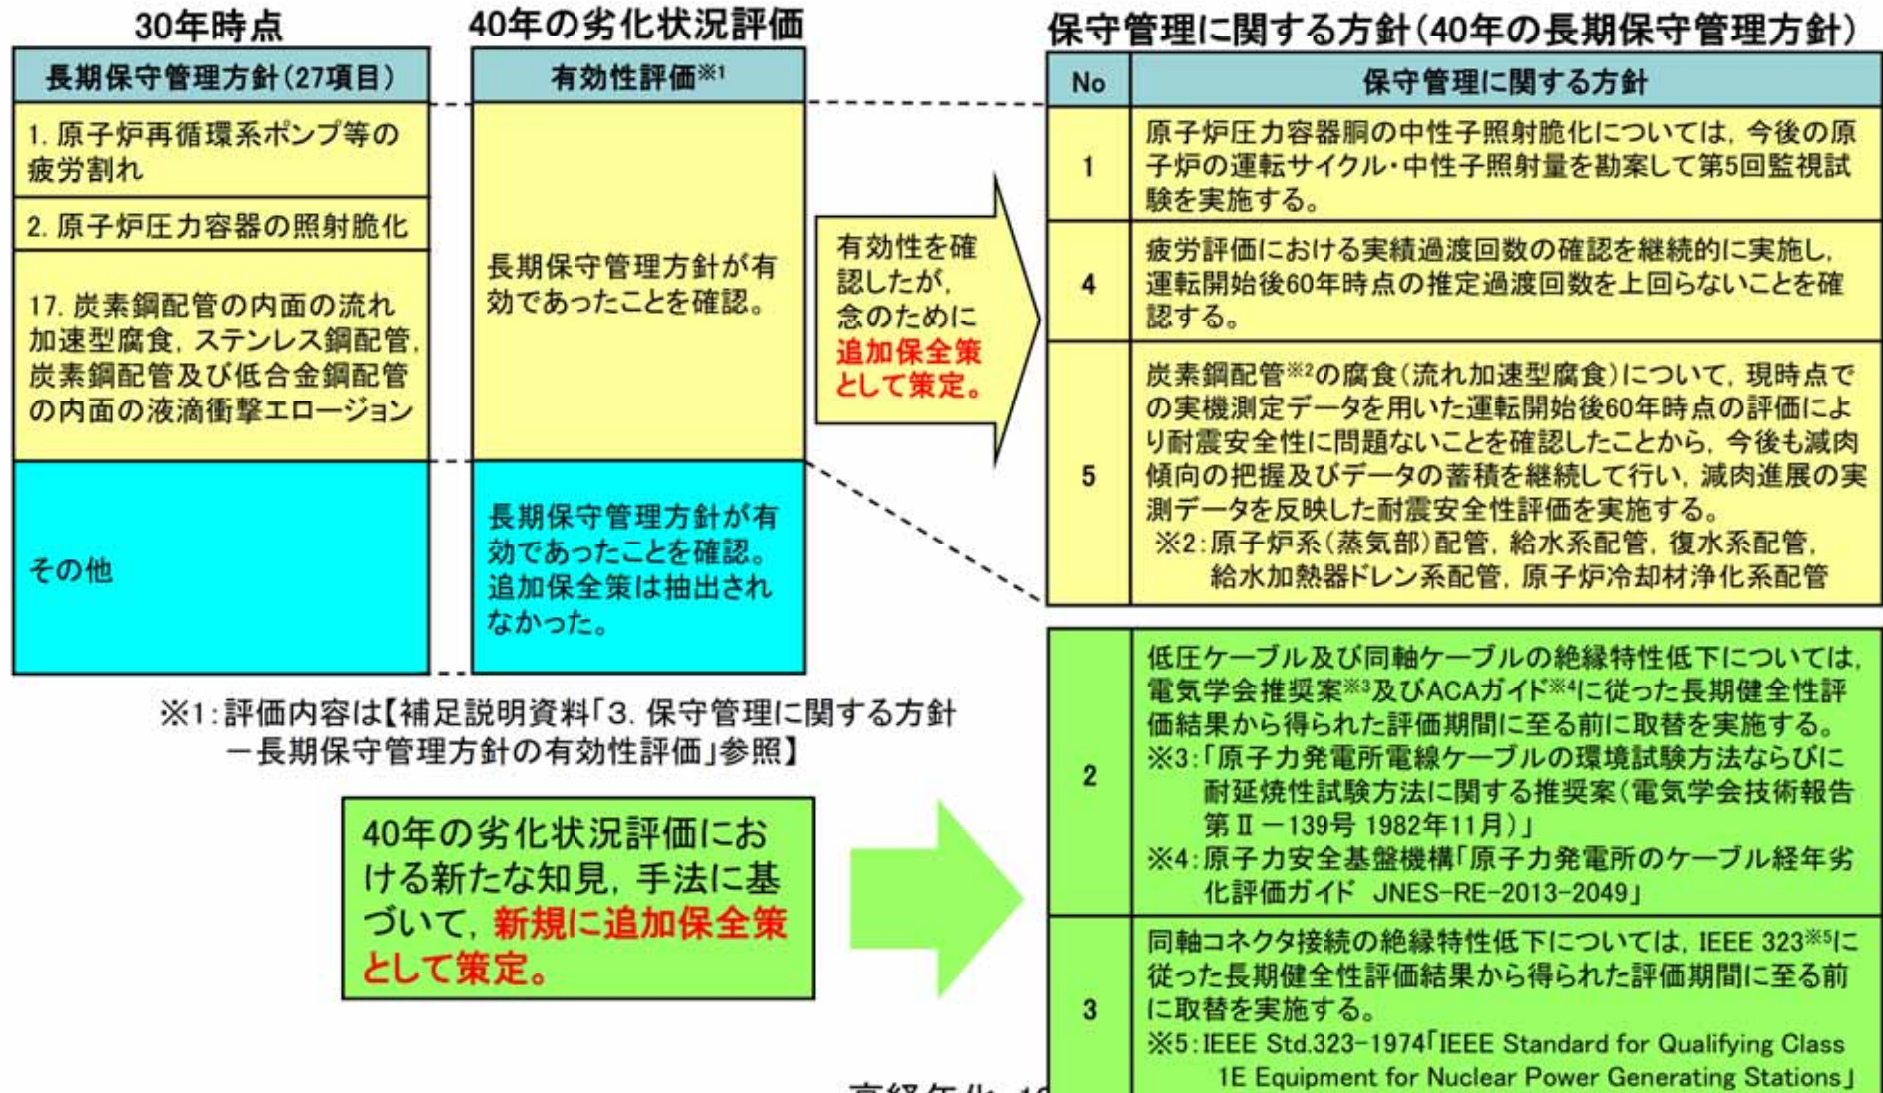 30年時点
長期保守管理方針(27項目)
1. 原子炉再循環系ポンプ等の
疲労割れ
2. 原子炉圧力容器の照射脆化
17. 炭素鋼配管の内面の流れ
加速型腐食, ステンレス鋼配管,
炭素鋼配管及び低合金鋼配管
の内面の液滴衝撃エロージョン
その他
40年の劣化状況評価
有効性評価※1
長期保守管理方針が有
効であったことを確認。
長期保守管理方針が有
効であったことを確認。
追加保全策は抽出され
なかった。
有効性を確
認したが,
念のために
追加保全策
として策定。
保守管理に関する方針(40年の長期保守管理方針)
No 保守管理に関する方針
1
原子炉圧力容器胴の中性子照射脆化については, 今後の原
子炉の運転サイクル・中性子照射量を勘案して第5回監視試
験を実施する。
4
疲労評価における実績過渡回数の確認を継続的に実施し,
運転開始後60年時点の推定過渡回数を上回らないことを確
認する。
5
炭素鋼配管※2の腐食(流れ加速型腐食)について, 現時点で
の実機測定データを用いた運転開始後60年時点の評価によ
り耐震安全性に問題ないことを確認したことから, 今後も減肉
傾向の把握及びデータの蓄積を継続して行い, 減肉進展の実
測データを反映した耐震安全性評価を実施する。
※2:原子炉系(蒸気部)配管, 給水系配管, 復水系配管,
給水加熱器ドレン系配管, 原子炉冷却材浄化系配管
※1:評価内容は【補足説明資料「3. 保守管理に関する方針
-長期保守管理方針の有効性評価」参照】
40年の劣化状況評価にお
ける新たな知見, 手法に基
づいて, 新規に追加保全策
として策定。
2
低圧ケーブル及び同軸ケーブルの絶縁特性低下については,
電気学会推奨案※3及びACAガイド※4に従った長期健全性評
価結果から得られた評価期間に至る前に取替を実施する。
※3:「原子力発電所電線ケーブルの環境試験方法ならびに
耐延焼性試験方法に関する推奨案(電気学会技術報告
第Ⅱ-139号 1982年11月)」
※4:原子力安全基盤機構「原子力発電所のケーブル経年劣
化評価ガイド JNES-RE-2013-2049」
3
同軸コネクタ接続の絶縁特性低下については, IEEE 323※5に
従った長期健全性評価結果から得られた評価期間に至る前
に取替を実施する。
※5:IEEE Std.323-1974「IEEE Standard for Qualifying Class
1E Equipment for Nuclear Power Generating Stations」